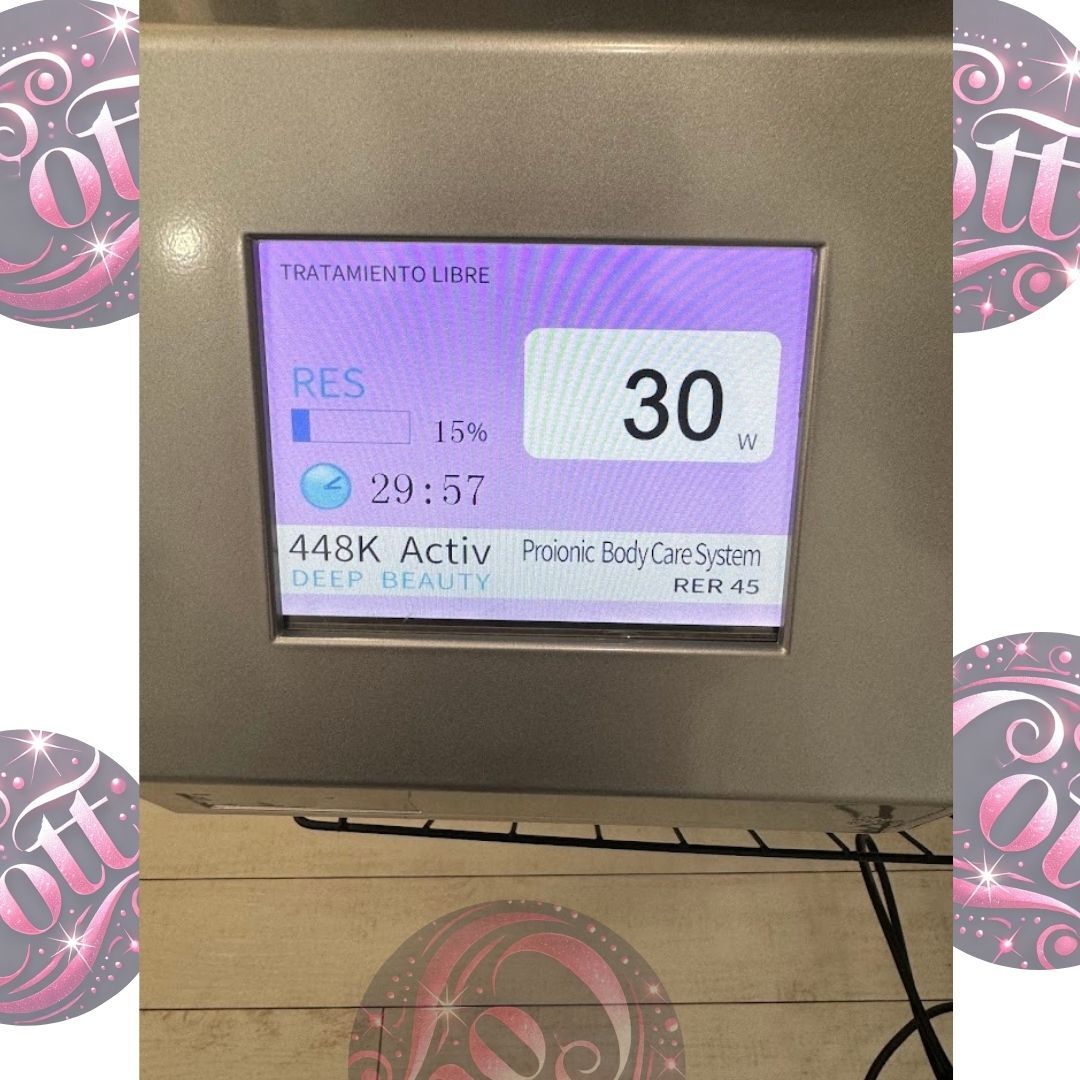 TRATAMIENTO LIBRE
RES
30 W
15%
29:57
448K Activ
DEEP BEAUTY
Proionic Body Care System
RER 45